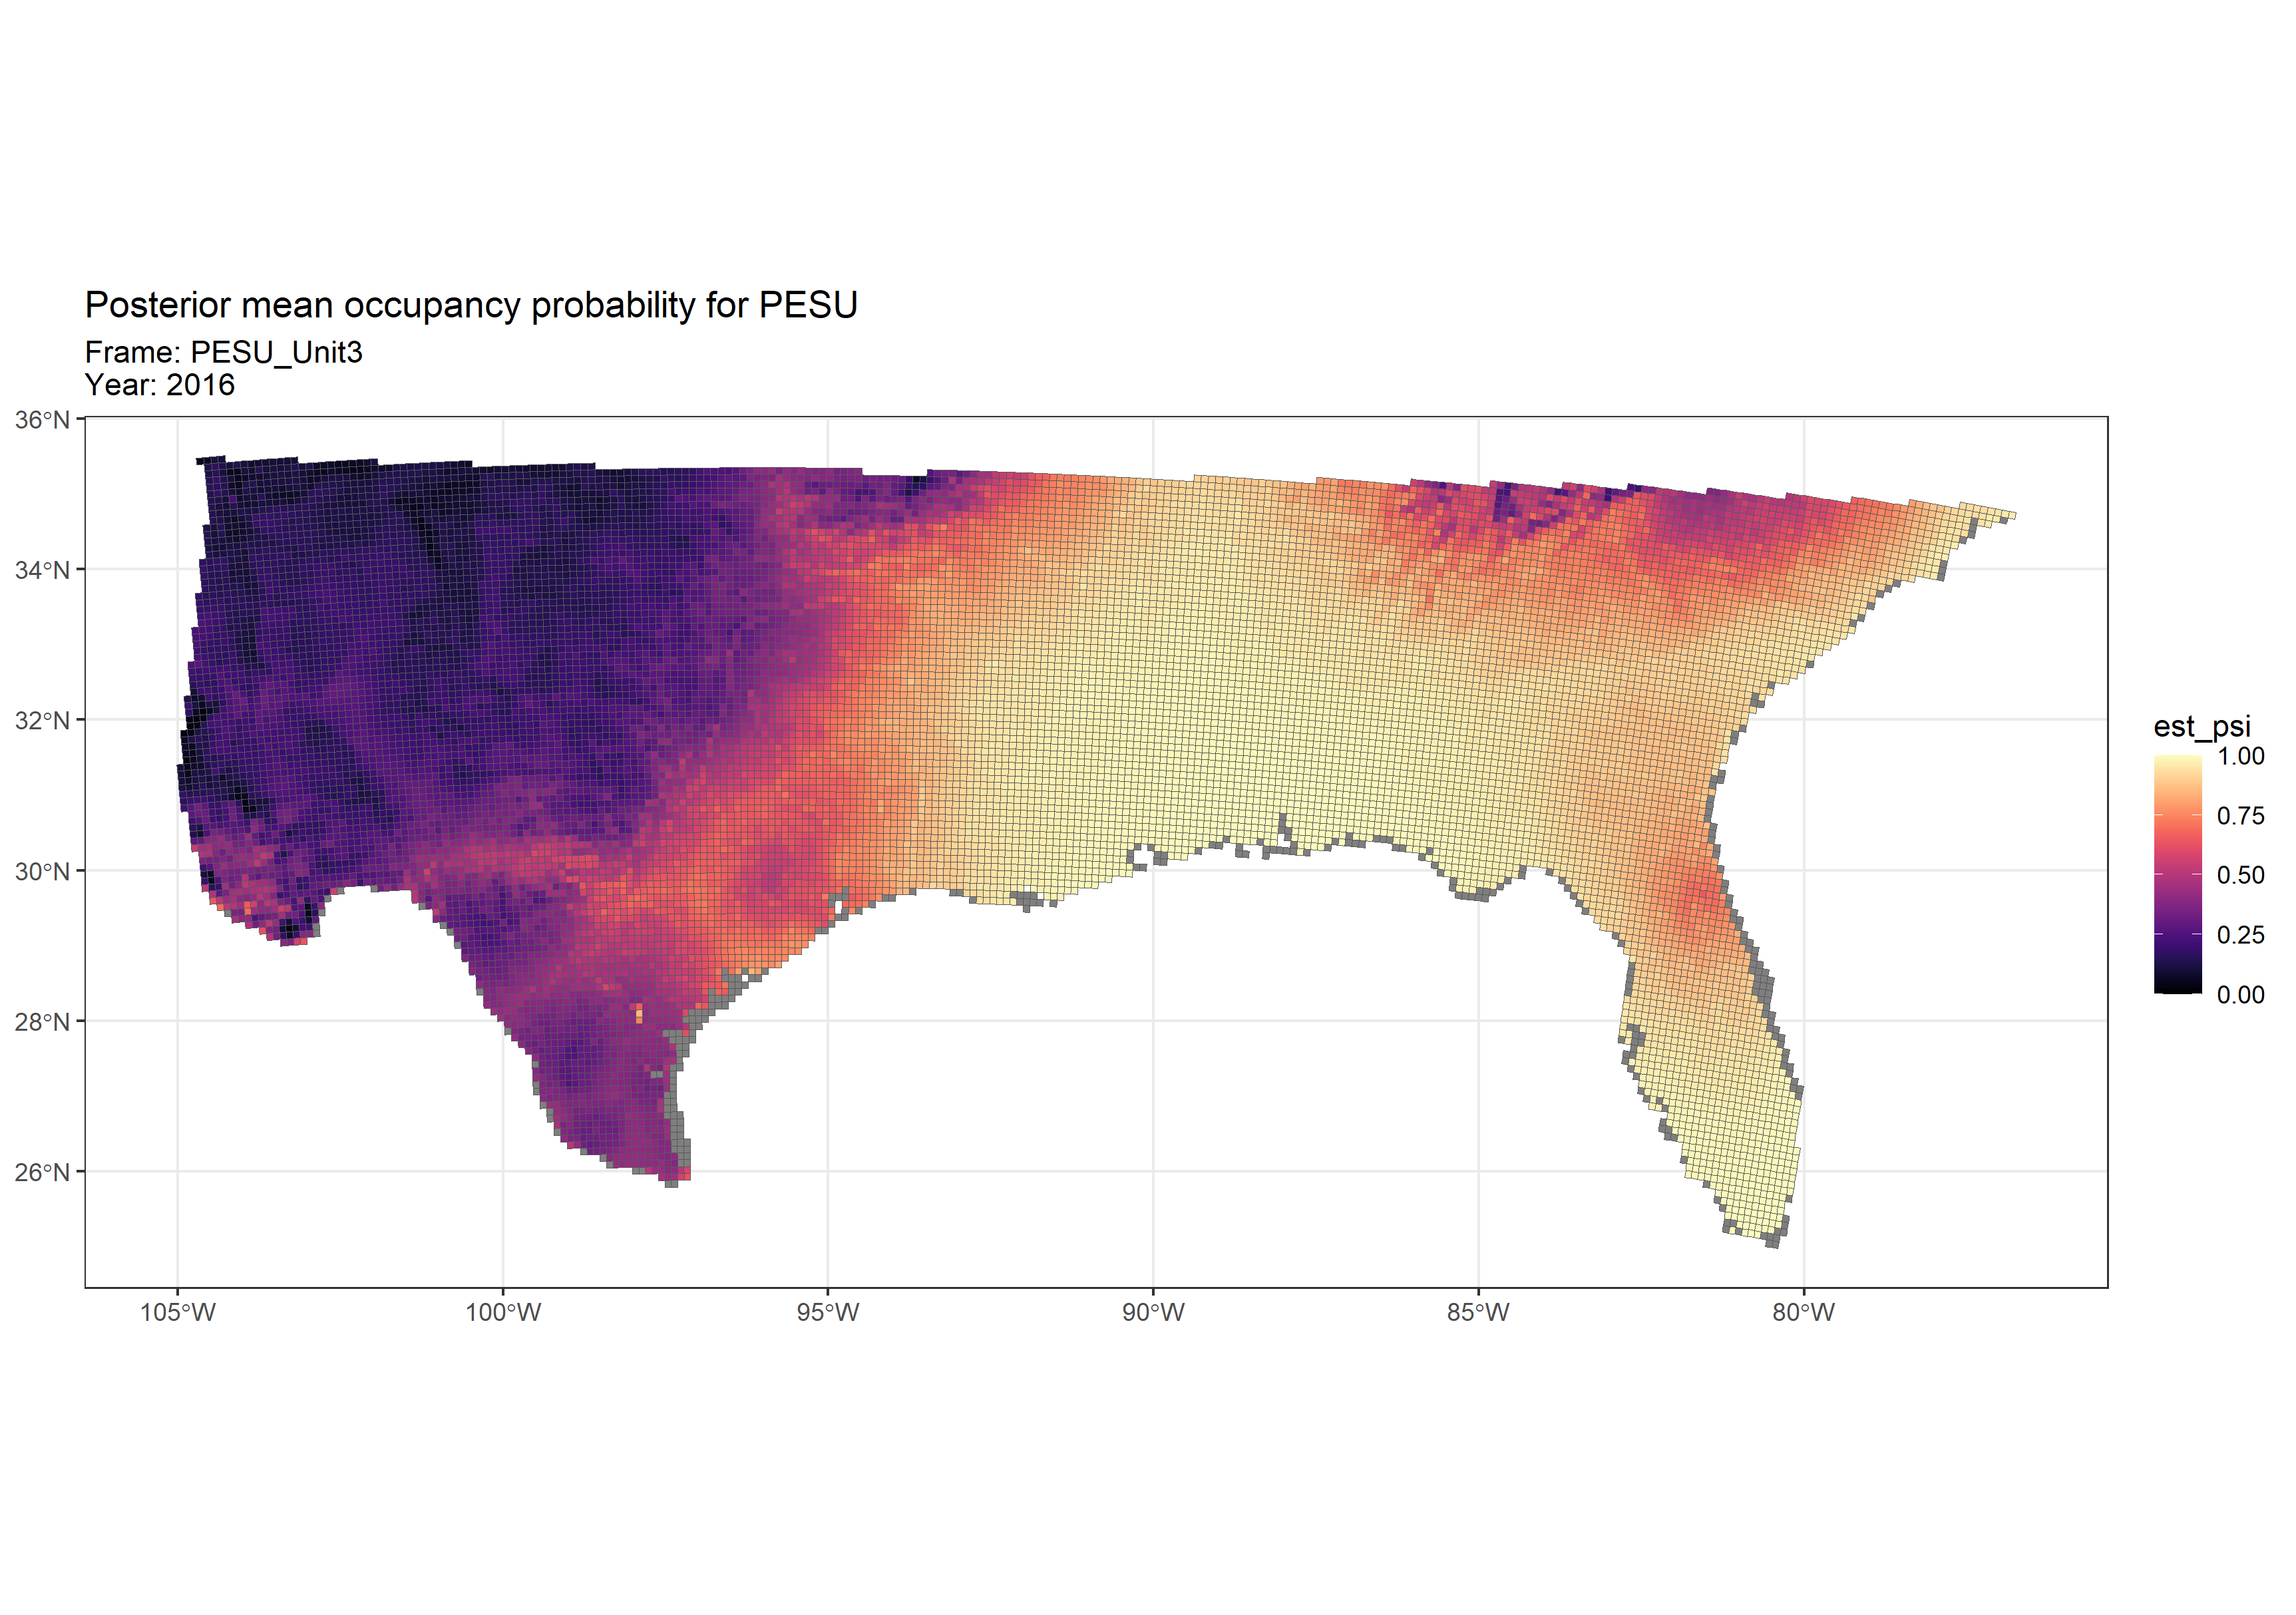 Posterior mean occupancy probability for PESU
Frame: PESU_Unit3
Year: 2016
36°N
34°N
32°N
30°N
28°N
26°N
105°W
100°W
95°W
90°W
85°W
80°W
est_psi
1.00
0.75
0.50
0.25
0.00